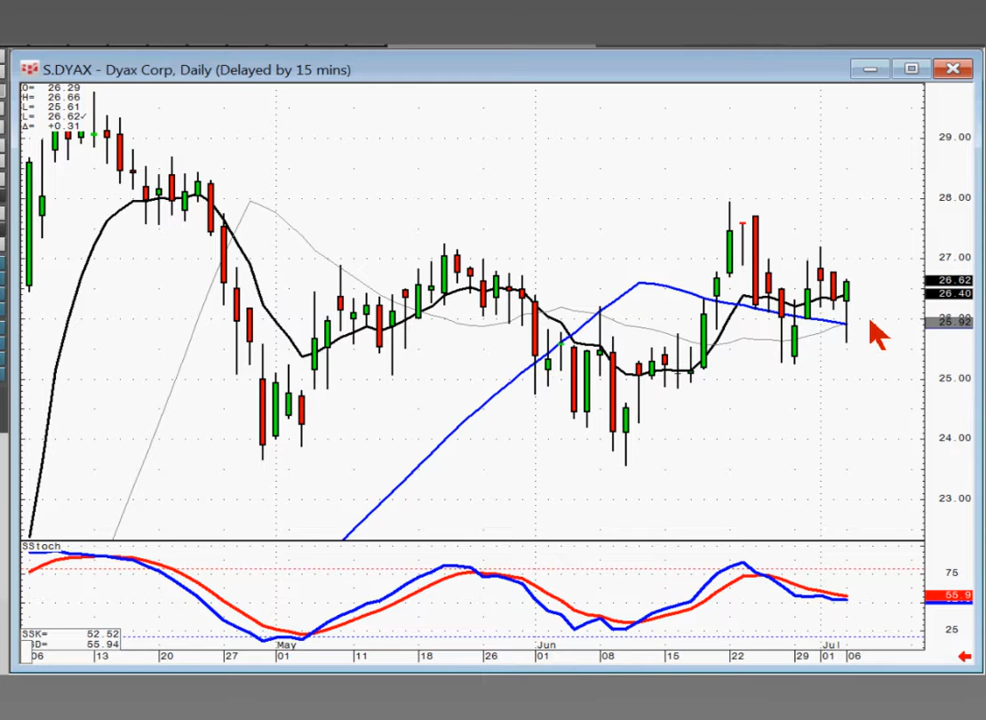 S.DYAX - Dyax Corp, Daily (Delayed by 15 mins)
O= 26.29
H= 26.66
L= 25.61
L= 26.62✓
Δ= +0.31
29.00
28.00
27.00
26.62
26.40
25.92
25.00
24.00
23.00
SStoch
75
55.9
25
SSK= 52.52
55.94
May Jun Jul
06 13 20 27 01 11 18 26 01 08 15 22 29 01 06